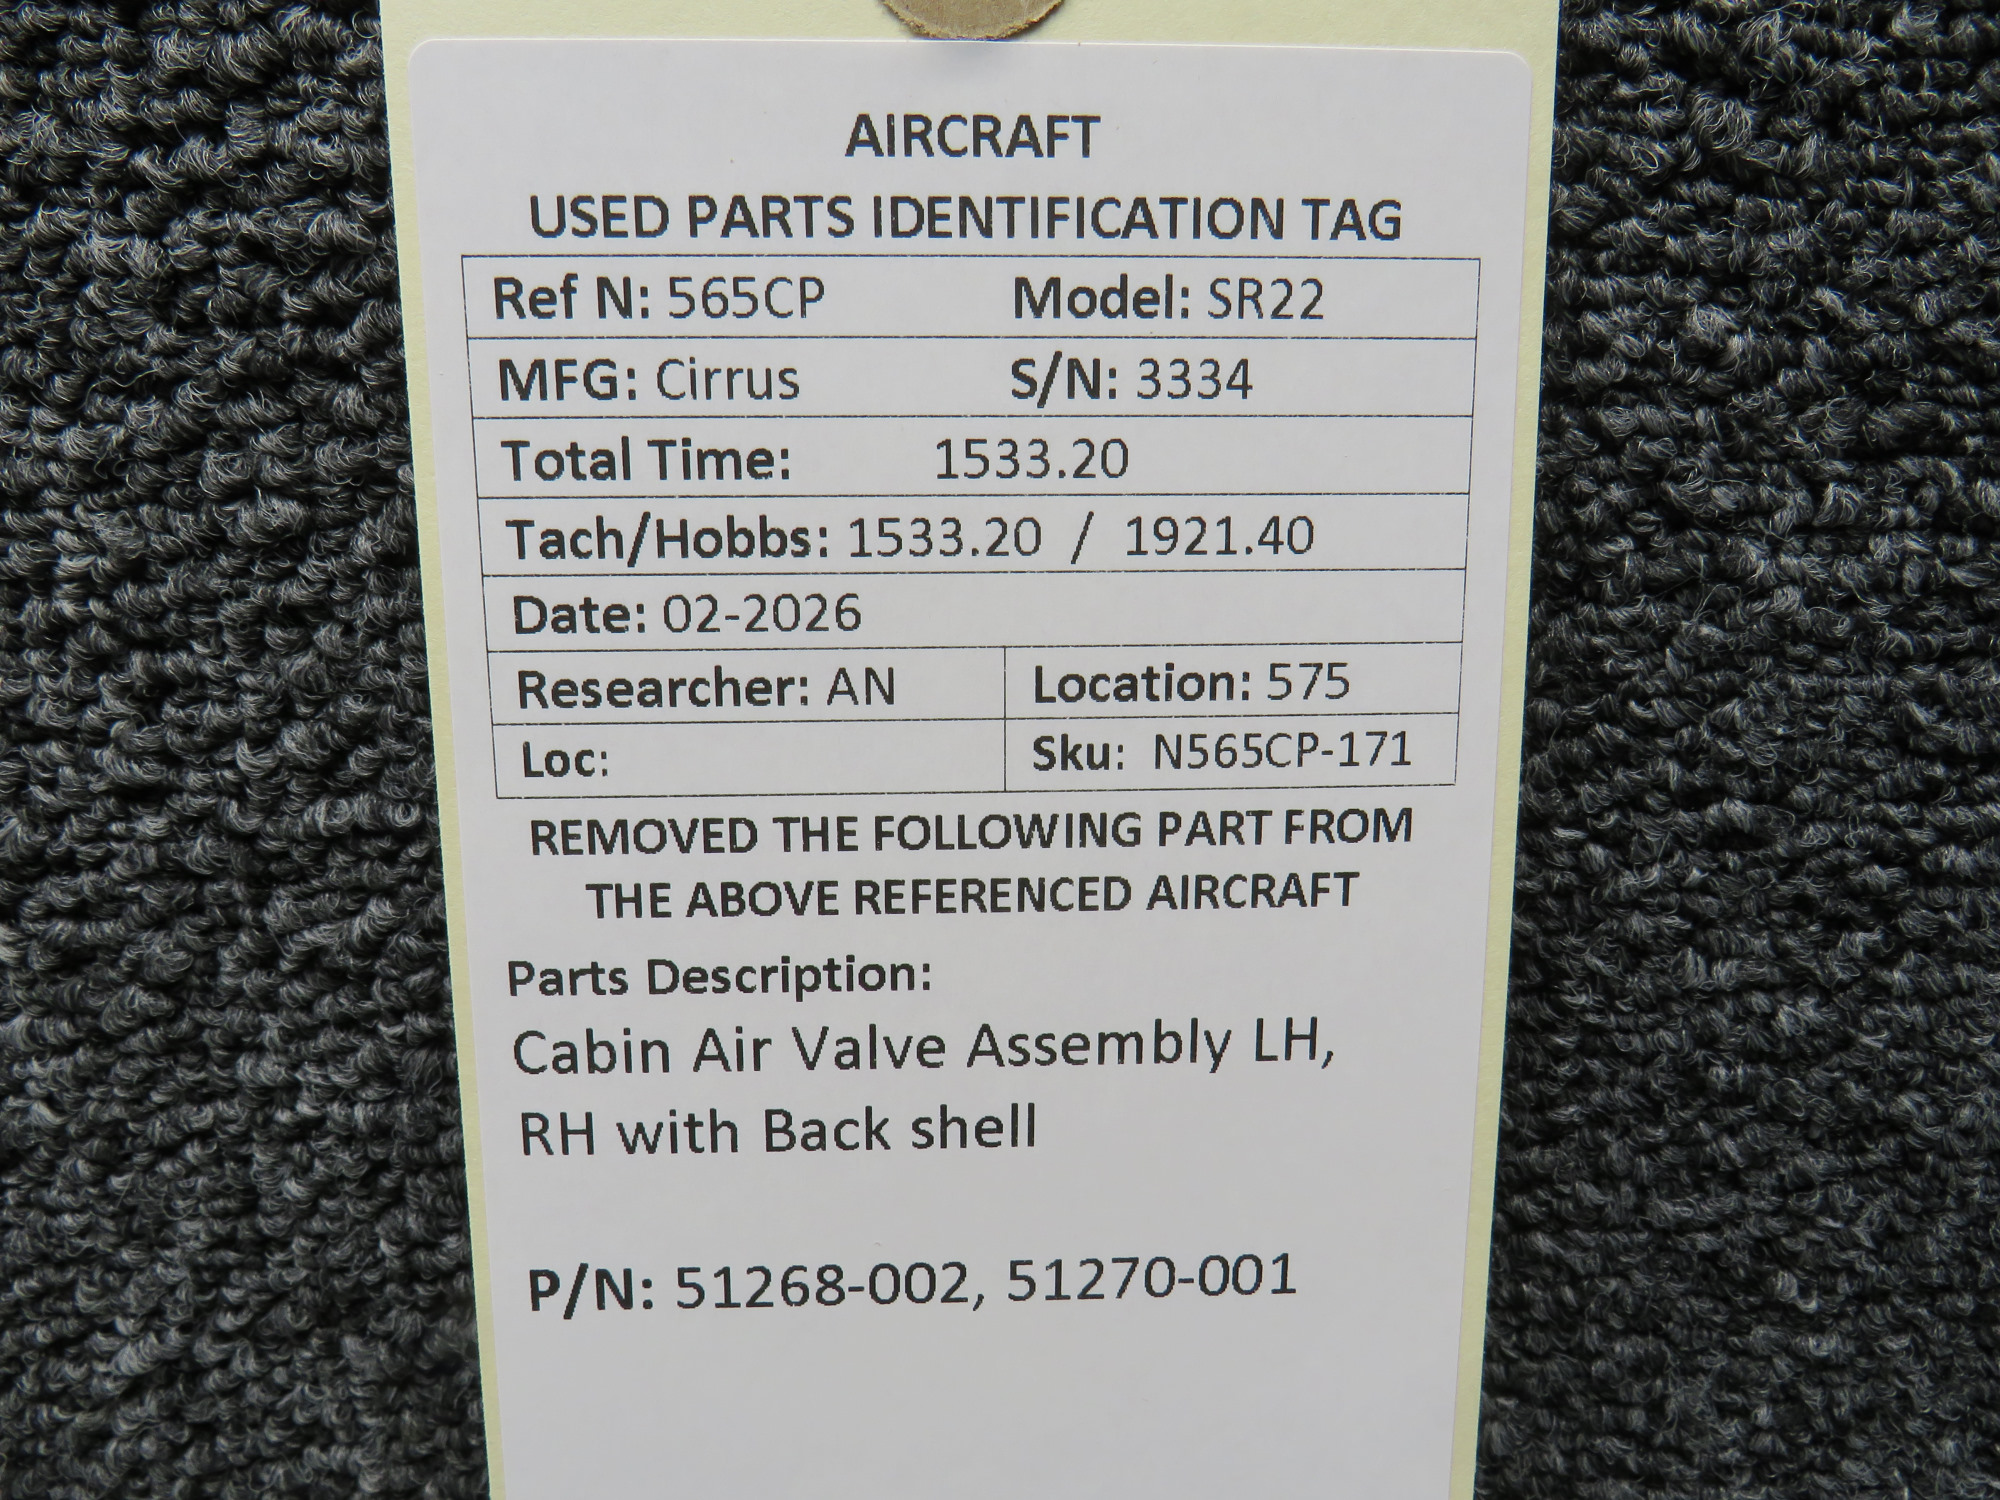 AIRCRAFT
USED PARTS IDENTIFICATION TAG
Ref N: 565CP Model: SR22
MFG: Cirrus S/N: 3334
Total Time: 1533.20
Tach/Hobbs: 1533.20 / 1921.40
Date: 02-2026
Researcher: AN Location: 575
Loc: Sku: N565CP-171
REMOVED THE FOLLOWING PART FROM
THE ABOVE REFERENCED AIRCRAFT
Parts Description:
Cabin Air Valve Assembly LH,
RH with Back shell
P/N: 51268-002, 51270-001